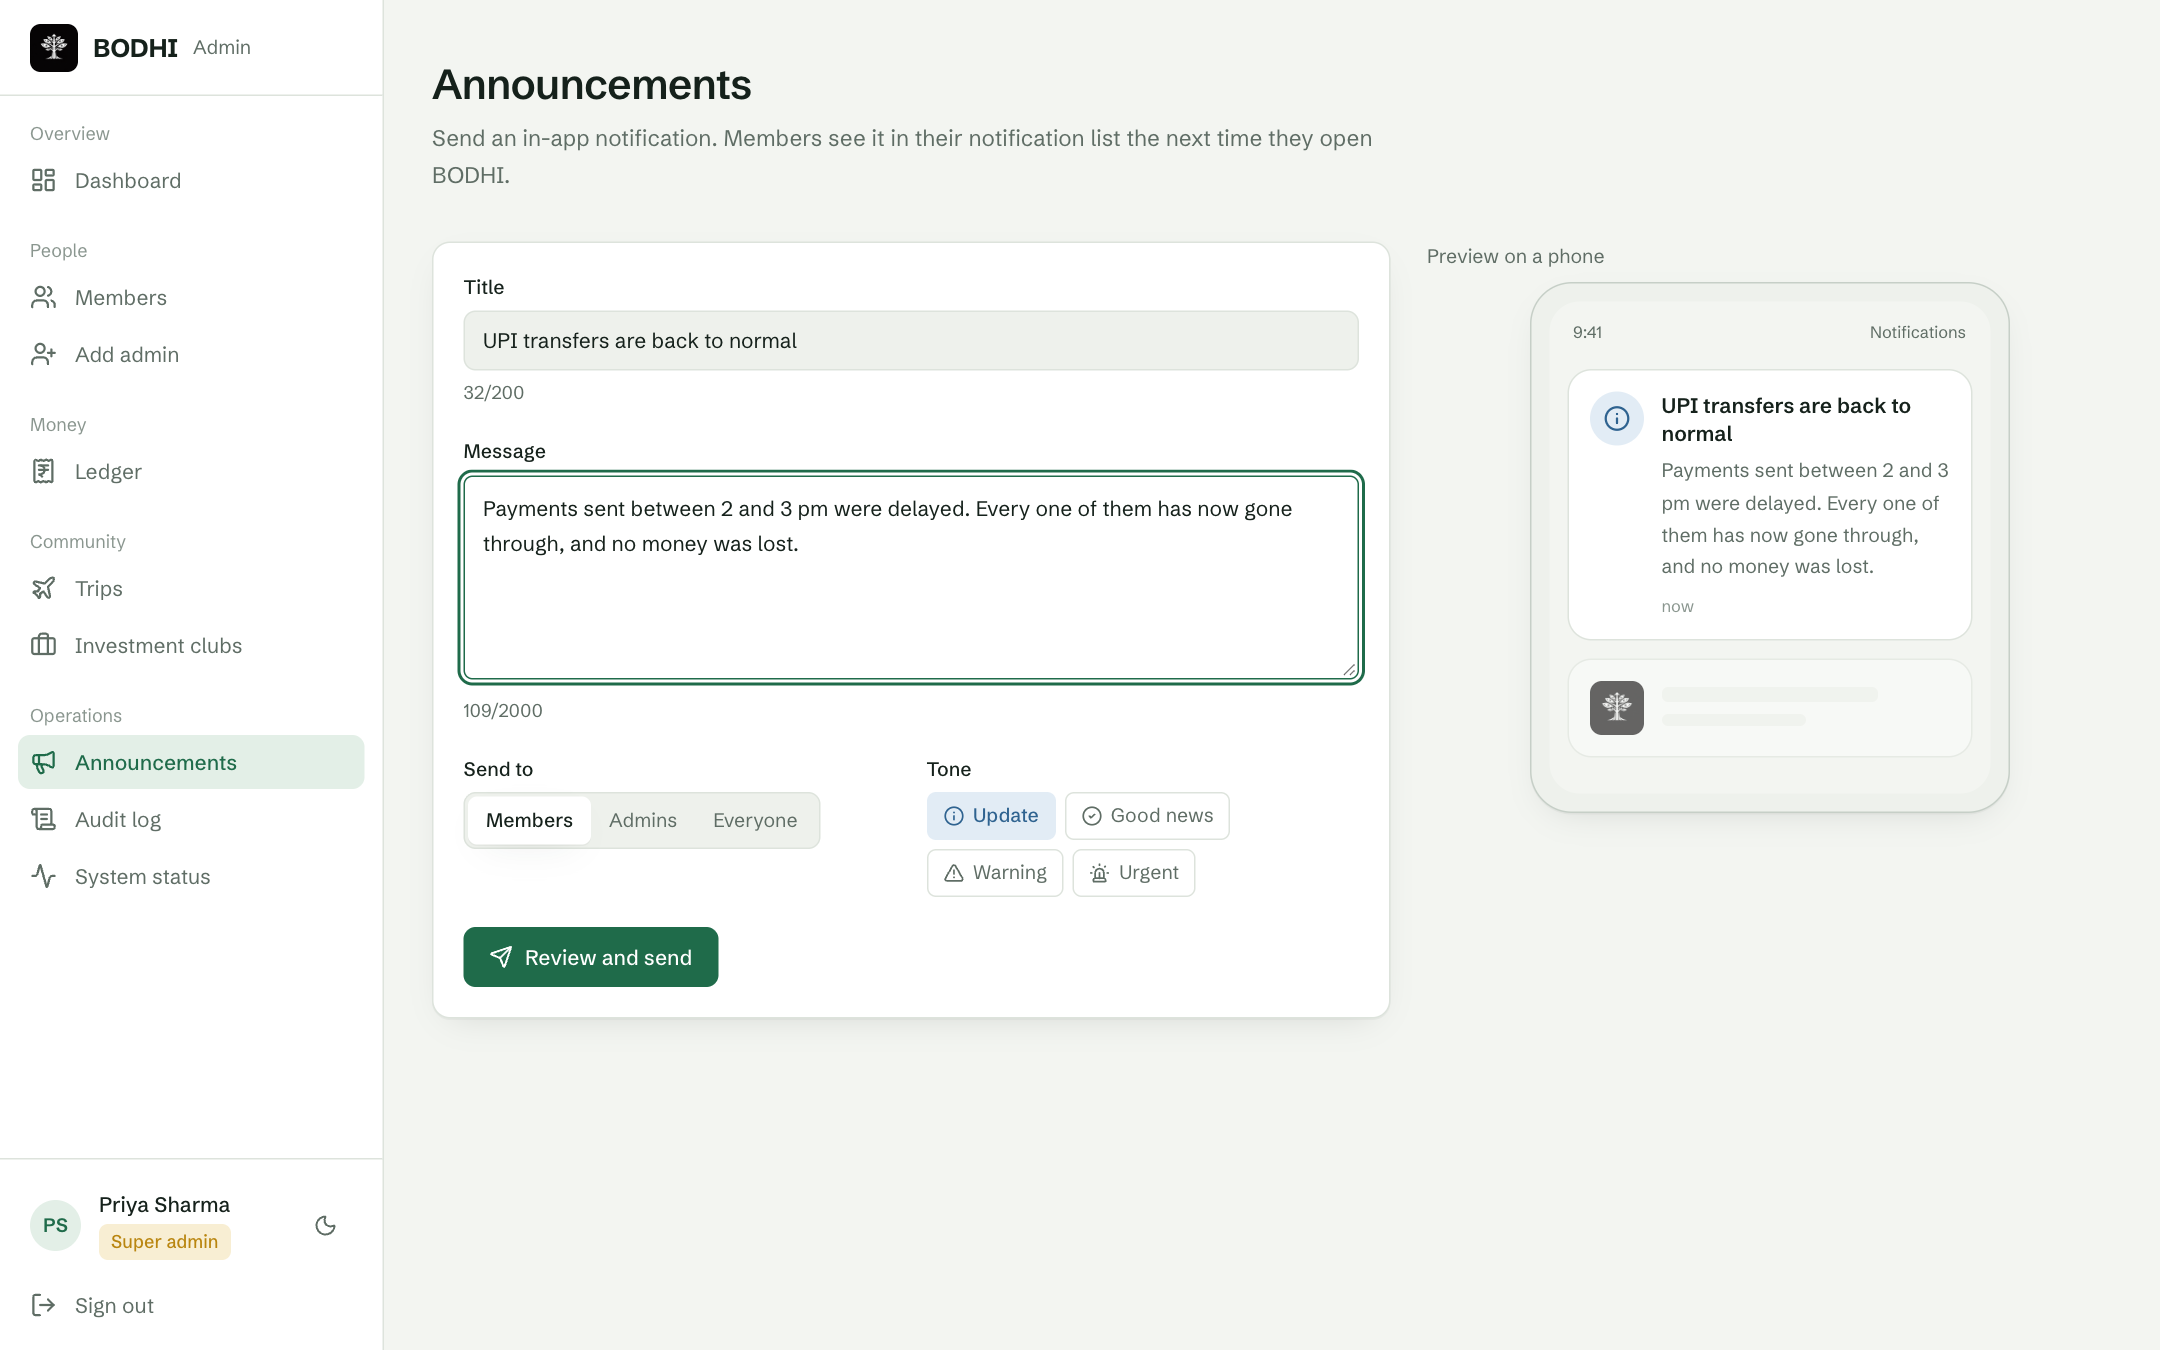 BODHI Admin
Overview
Dashboard
People
Members
Add admin
Money
Ledger
Community
Trips
Investment clubs
Operations
Announcements
Audit log
System status
PS
Priya Sharma
Super admin
Sign out
Announcements
Send an in-app notification. Members see it in their notification list the next time they open
BODHI.
Title
UPI transfers are back to normal
32/200
Message
Payments sent between 2 and 3 pm were delayed. Every one of them has now gone
through, and no money was lost.
109/2000
Send to
Members Admins Everyone
Tone
Update Good news
Warning Urgent
Review and send
Preview on a phone
9:41 Notifications
UPI transfers are back to
normal
Payments sent between 2 and 3
pm were delayed. Every one of
them has now gone through,
and no money was lost.
now